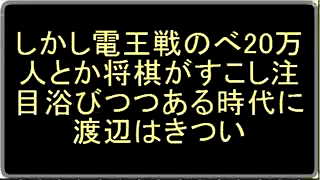 しかし電王戦のべ20万
人とか将棋がすこし注
目浴びつつある時代に
渡辺はきつい